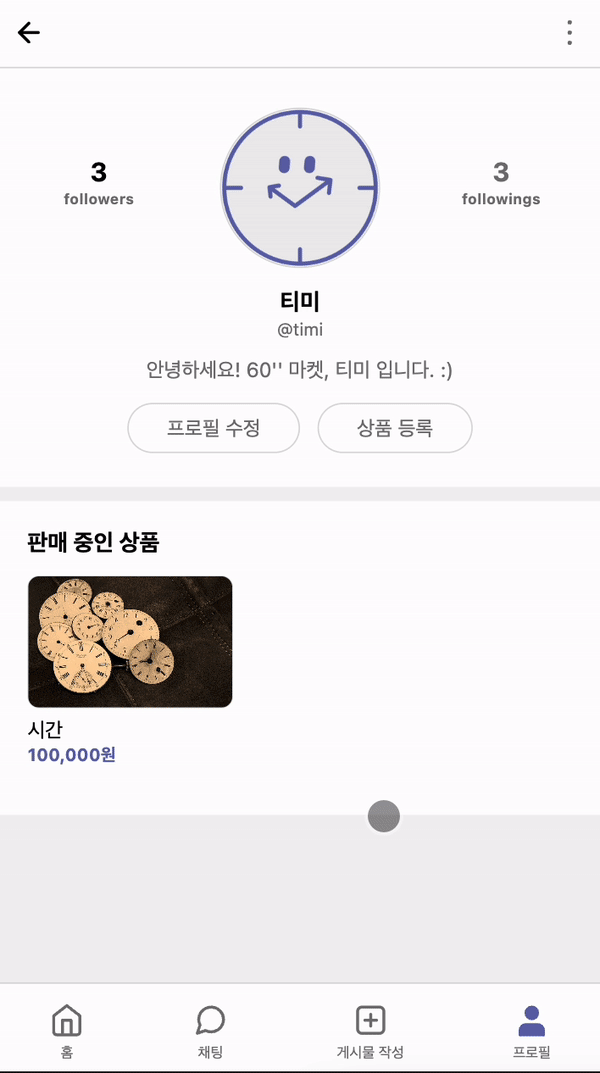 3
followers
3
followings
티미
@timi
안녕하세요! 60'' 마켓, 티미 입니다. :)
프로필 수정
상품 등록
판매 중인 상품
시간
100,000원
홈
채팅
게시물 작성
프로필